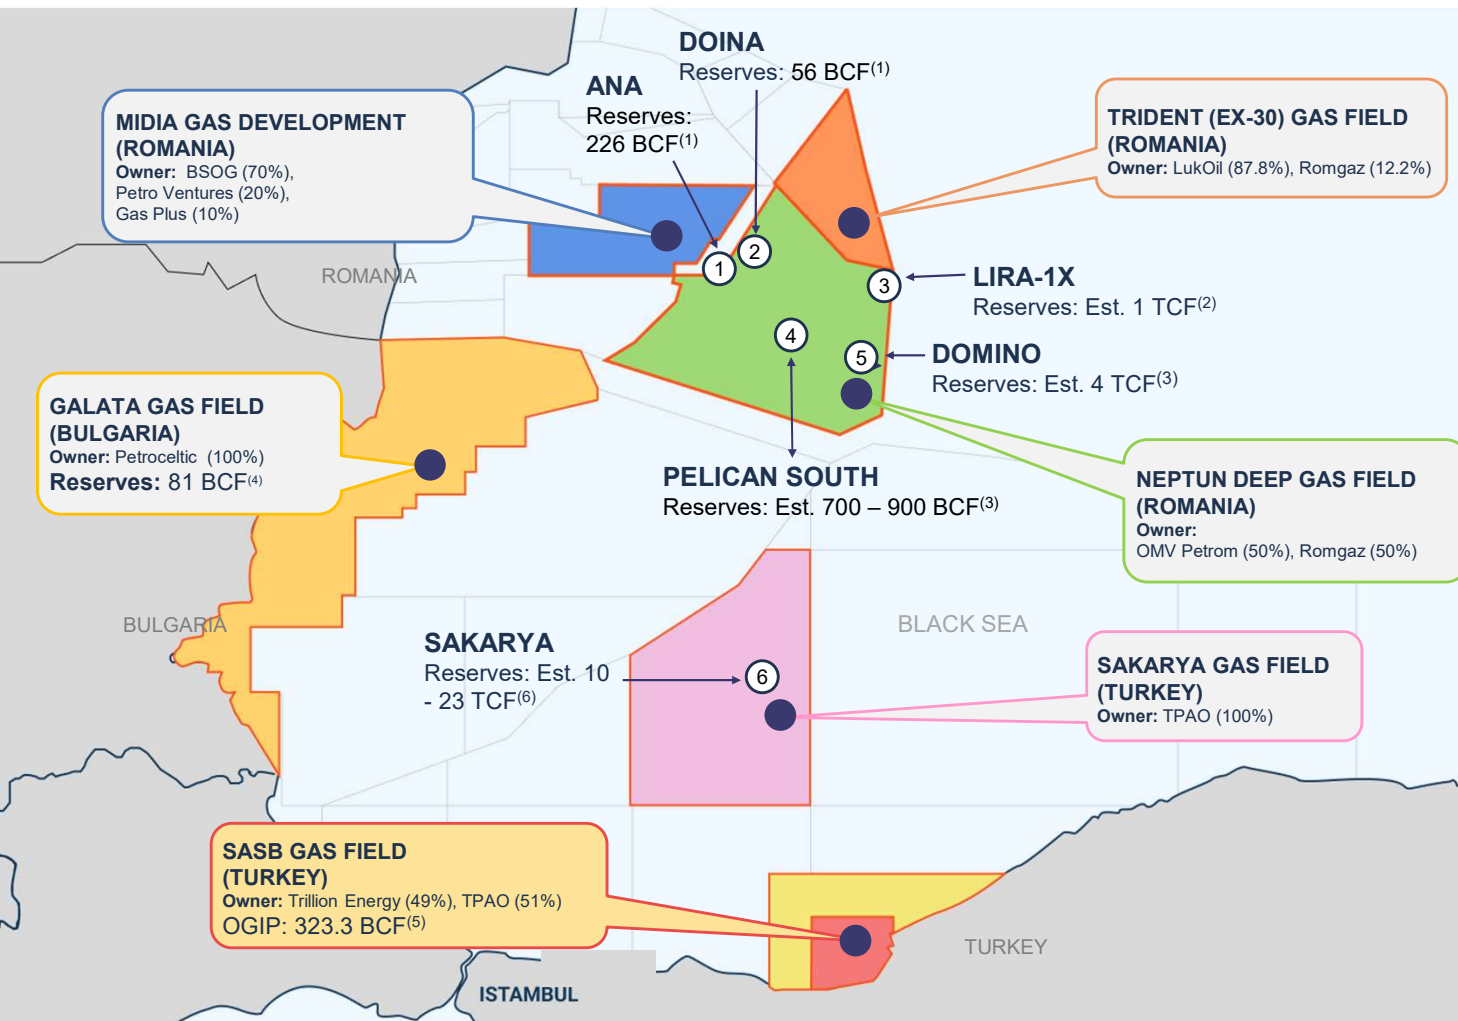 DOINA
Reserves: 56 BCF(1)
ANA
Reserves:
226 BCF(1)
MIDIA GAS DEVELOPMENT
(ROMANIA)
Owner: BSOG (70%),
Petro Ventures (20%),
Gas Plus (10%)
TRIDENT (EX-30) GAS FIELD
(ROMANIA)
Owner: LukOil (87.8%), Romgaz (12.2%)
1
2
3
4
5
ROMANIA
LIRA-1X
Reserves: Est. 1 TCF(2)
DOMINO
Reserves: Est. 4 TCF(3)
GALATA GAS FIELD
(BULGARIA)
Owner: Petroceltic (100%)
Reserves: 81 BCF(4)
PELICAN SOUTH
Reserves: Est. 700 – 900 BCF(3)
NEPTUN DEEP GAS FIELD
(ROMANIA)
Owner:
OMV Petrom (50%), Romgaz (50%)
BULGARIA
BLACK SEA
SAKARYA
Reserves: Est. 10
- 23 TCF(6)
6
SAKARYA GAS FIELD
(TURKEY)
Owner: TPAO (100%)
SASB GAS FIELD
(TURKEY)
Owner: Trillion Energy (49%), TPAO (51%)
OGIP: 323.3 BCF(5)
TURKEY
ISTAMBUL